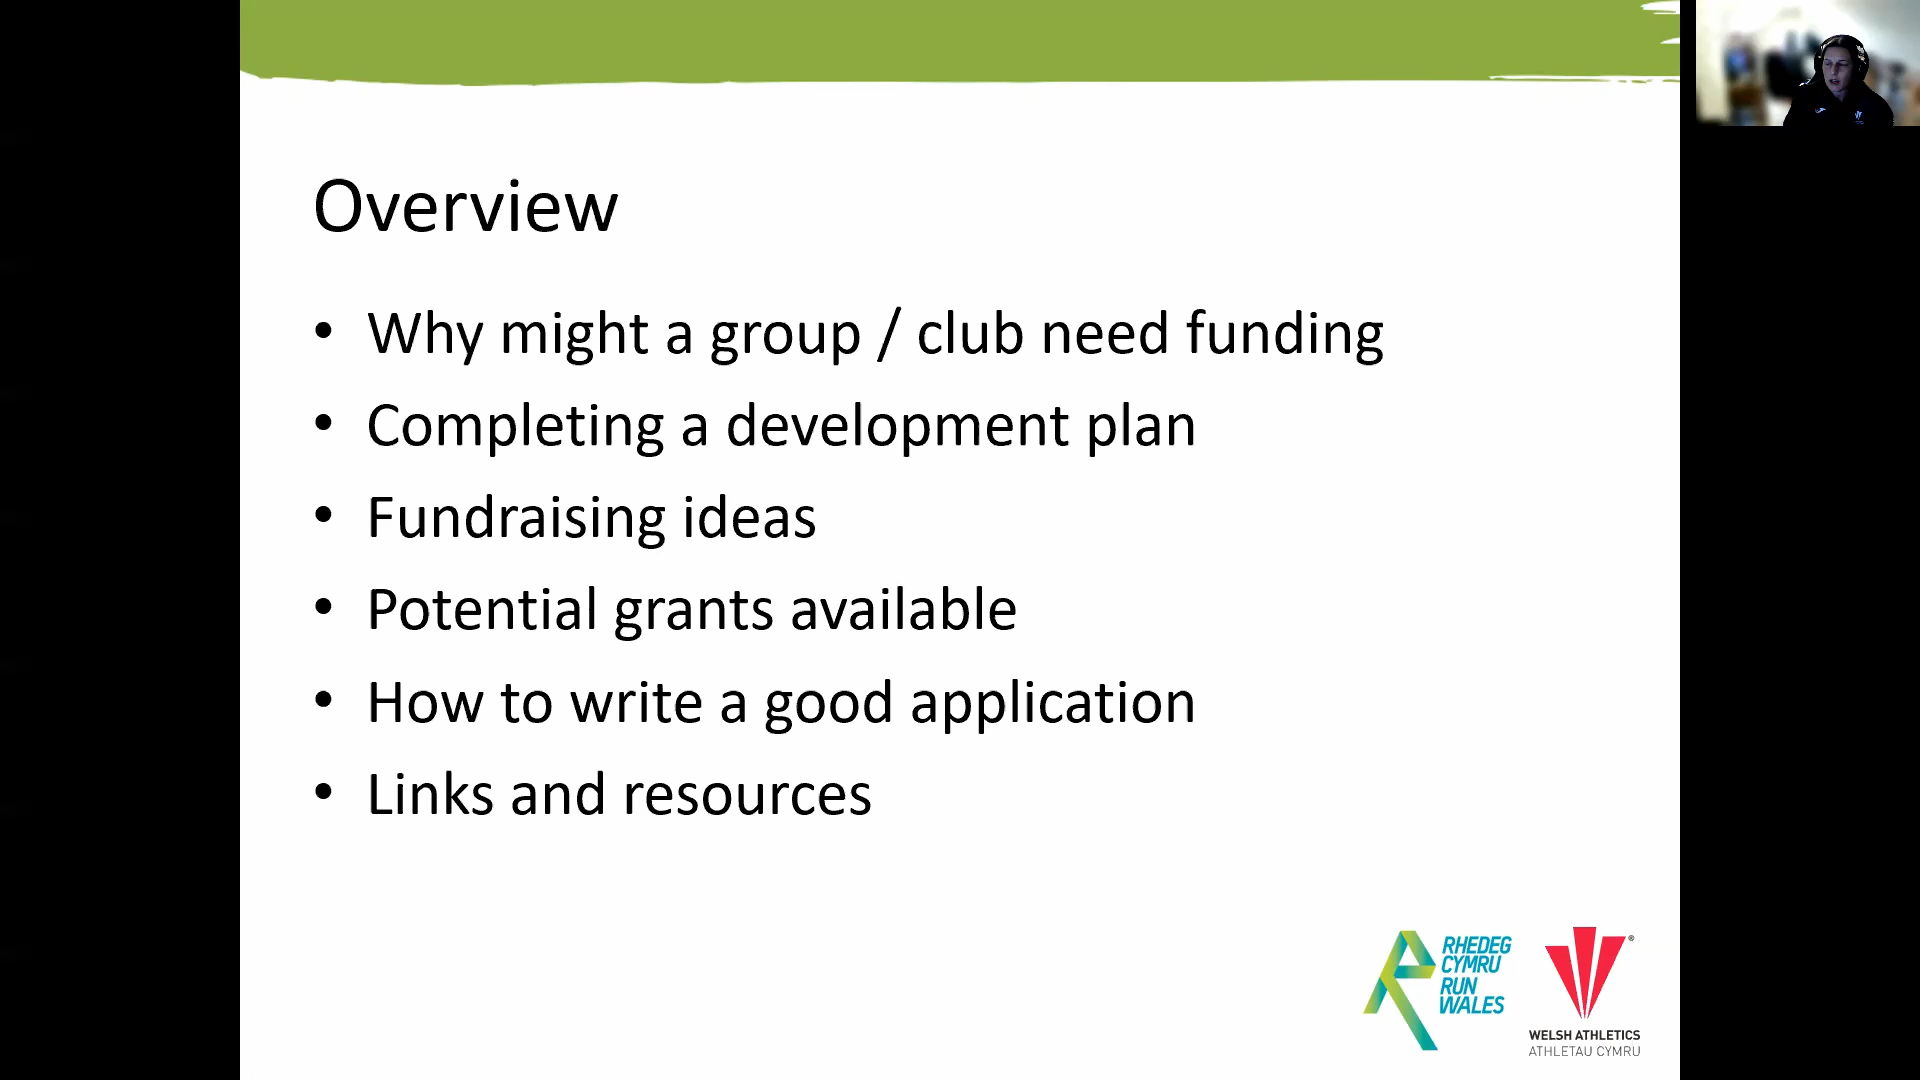 Overview
• Why might a group / club need funding
• Completing a development plan
• Fundraising ideas
• Potential grants available
• How to write a good application
• Links and resources
RHEDEG
CYMRU
RUN
WALES
®
WELSH ATHLETICS
ATHLETAU CYMRU